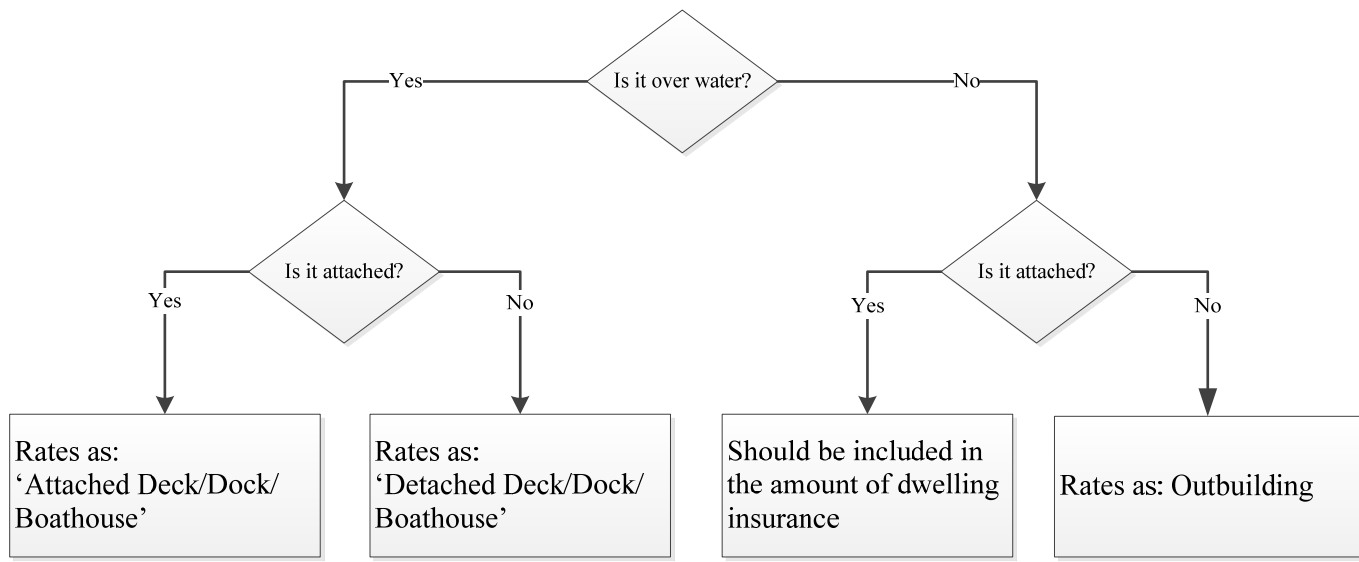 Is it over water?
Yes
No
Is it attached?
Is it attached?
Yes
No
Yes
No
Rates as:
‘Attached Deck/Dock/
Boathouse’
Rates as:
‘Detached Deck/Dock/
Boathouse’
Should be included in
the amount of dwelling
insurance
Rates as: Outbuilding